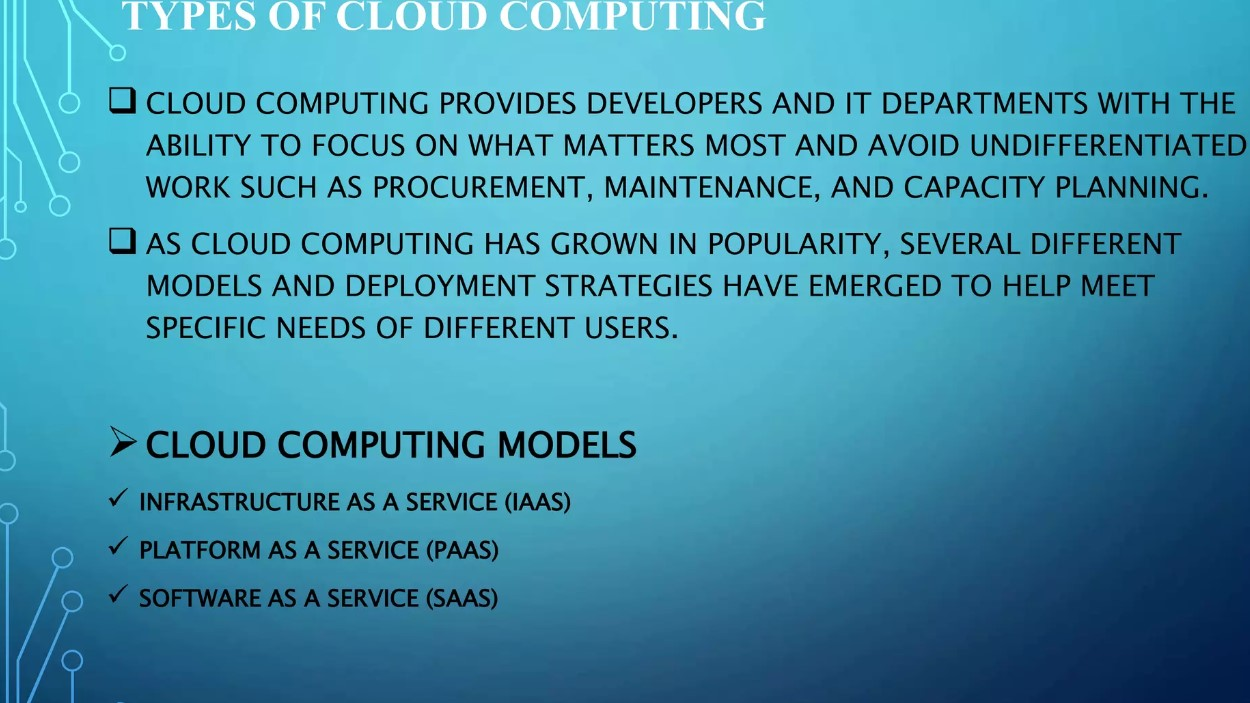 TYPES OF CLOUD COMPUTING
CLOUD COMPUTING PROVIDES DEVELOPERS AND IT DEPARTMENTS WITH THE
ABILITY TO FOCUS ON WHAT MATTERS MOST AND AVOID UNDIFFERENTIATED
WORK SUCH AS PROCUREMENT, MAINTENANCE, AND CAPACITY PLANNING.
AS CLOUD COMPUTING HAS GROWN IN POPULARITY, SEVERAL DIFFERENT
MODELS AND DEPLOYMENT STRATEGIES HAVE EMERGED TO HELP MEET
SPECIFIC NEEDS OF DIFFERENT USERS.
CLOUD COMPUTING MODELS
INFRASTRUCTURE AS A SERVICE (IAAS)
PLATFORM AS A SERVICE (PAAS)
SOFTWARE AS A SERVICE (SAAS)